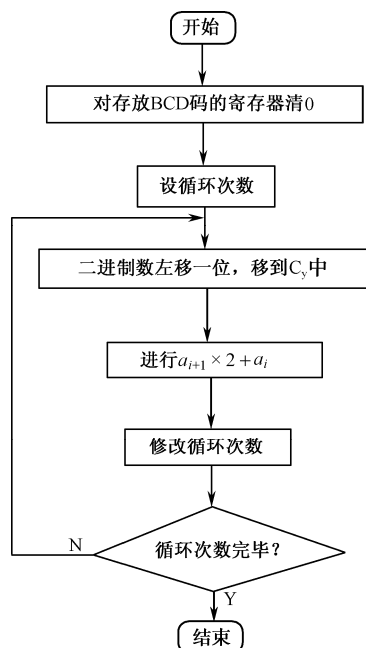 开始
对存放BCD码的寄存器清0
设循环次数
二进制数左移一位，移到Cy中
进行ai+1×2+ai
修改循环次数
循环次数完毕？
N
Y
结束